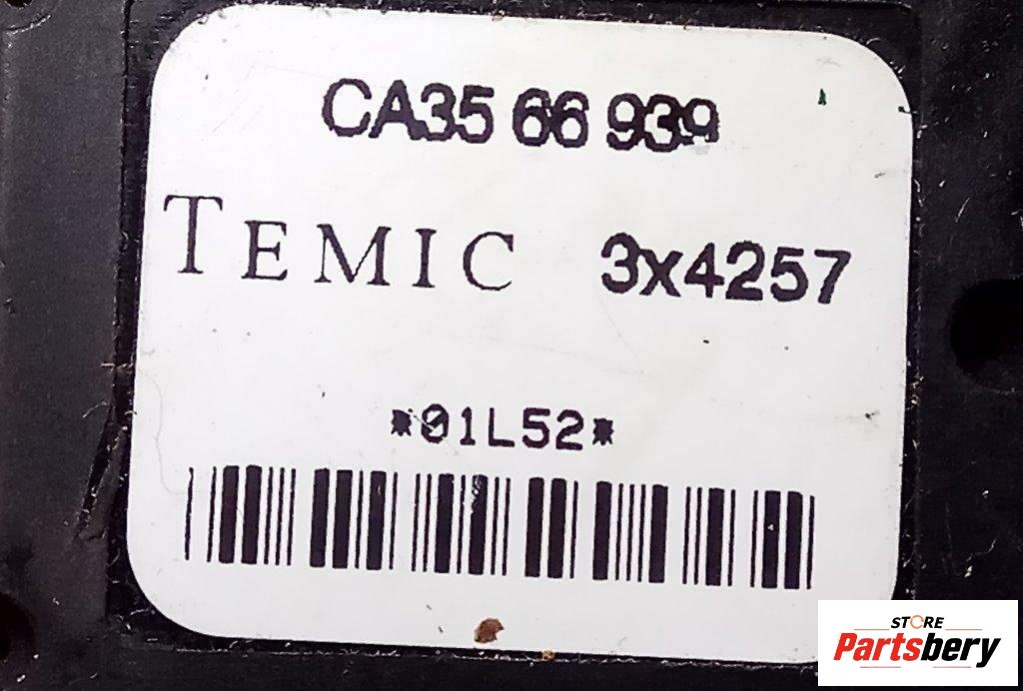 CA35 66 939
TEMIC 3x4257
*01L52*
STORE
Partsbery